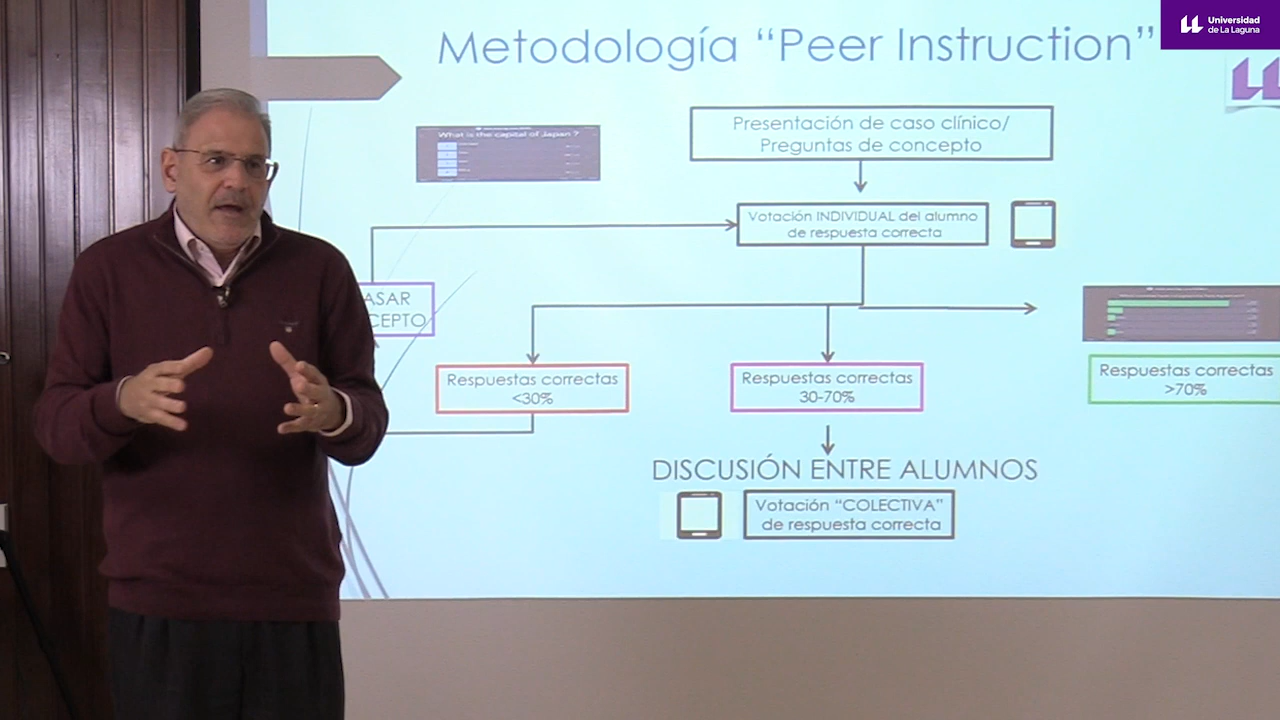 Universidad
de La Laguna
Metodología “Peer Instruction”
What is the capital of Japan ?
Presentación de caso clínico/
Preguntas de concepto
Votación INDIVIDUAL del alumno
de respuesta correcta
ASAR
CEPTO
Respuestas correctas
<30%
Respuestas correctas
30-70%
Respuestas correctas
>70%
DISCUSIÓN ENTRE ALUMNOS
Votación “COLECTIVA”
de respuesta correcta